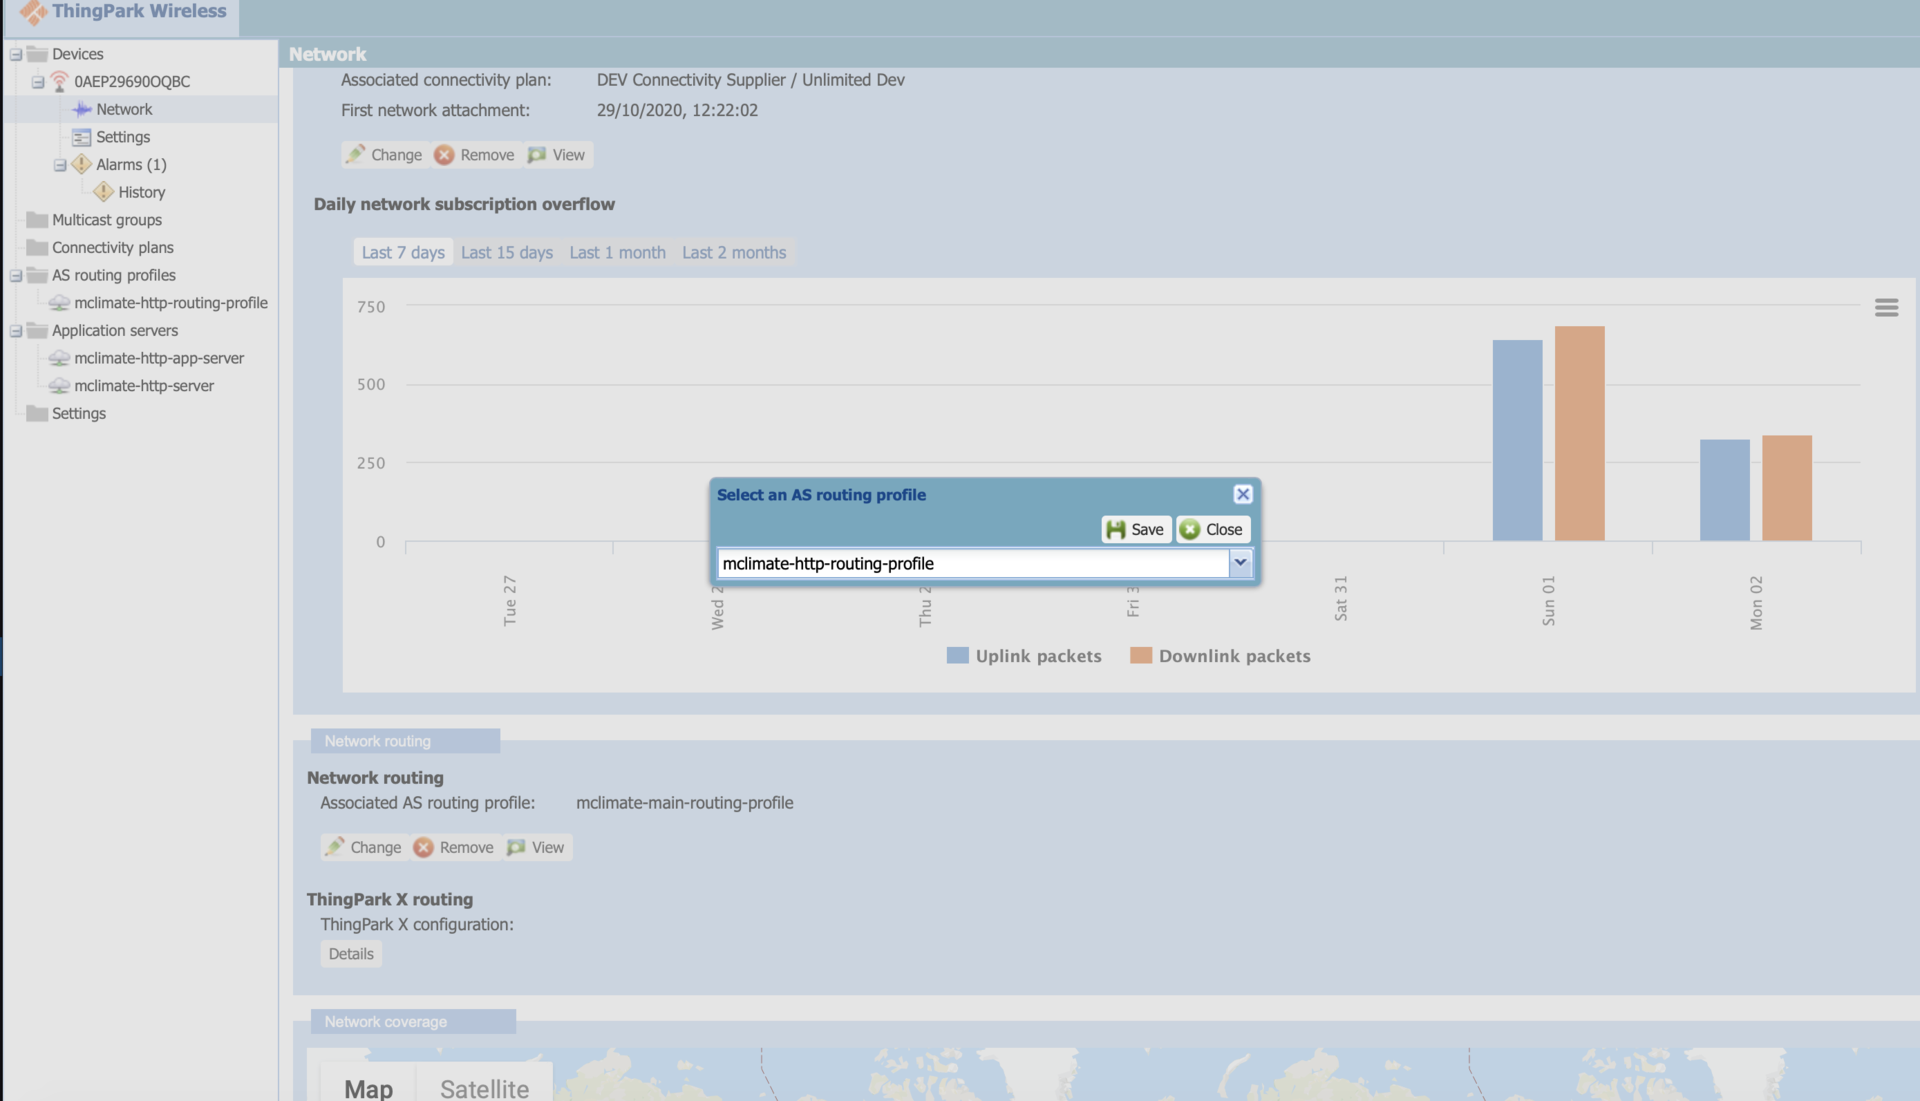 ThingPark Wireless
Devices
0AEP29690OQBC
Network
Settings
Alarms (1)
History
Multicast groups
Connectivity plans
AS routing profiles
mclimate-http-routing-profile
Application servers
mclimate-http-app-server
mclimate-http-server
Settings
Network
Associated connectivity plan: DEV Connectivity Supplier / Unlimited Dev
First network attachment: 29/10/2020, 12:22:02
Change Remove View
Daily network subscription overflow
Last 7 days Last 15 days Last 1 month Last 2 months
750
500
250
0
Select an AS routing profile
Save Close
mclimate-http-routing-profile
Tue 27
Wed
Thu
Fri
Sat 31
Sun 01
Mon 02
Uplink packets Downlink packets
Network routing
Network routing
Associated AS routing profile: mclimate-main-routing-profile
Change Remove View
ThingPark X routing
ThingPark X configuration:
Details
Network coverage
Map Satellite